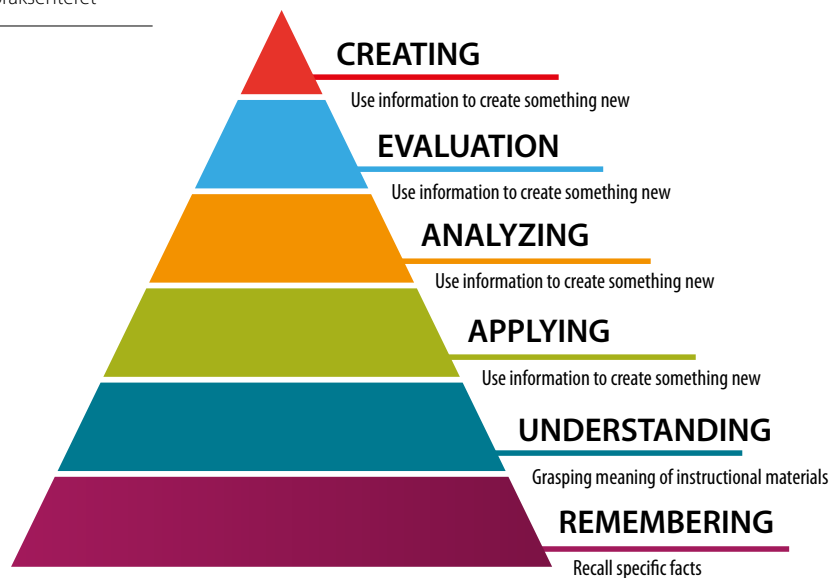 CREATING
Use information to create something new
EVALUATION
Use information to create something new
ANALYZING
Use information to create something new
APPLYING
Use information to create something new
UNDERSTANDING
Grasping meaning of instructional materials
REMEMBERING
Recall specific facts